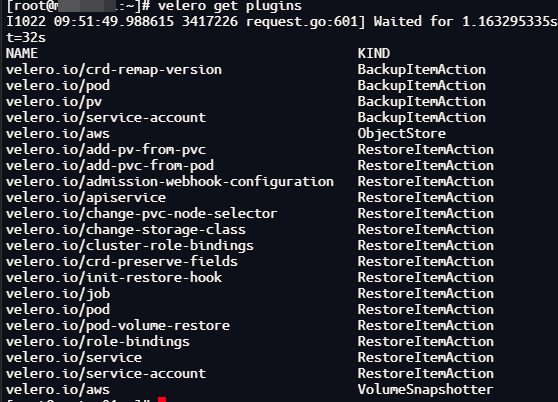 [root@m :~]# velero get plugins
I1022 09:51:49.988615 3417226 request.go:601] Waited for 1.163295335s
t=32s
NAME KIND
velero.io/crd-remap-version BackupItemAction
velero.io/pod BackupItemAction
velero.io/pv BackupItemAction
velero.io/service-account BackupItemAction
velero.io/aws ObjectStore
velero.io/add-pv-from-pvc RestoreItemAction
velero.io/add-pvc-from-pod RestoreItemAction
velero.io/admission-webhook-configuration RestoreItemAction
velero.io/apiservice RestoreItemAction
velero.io/change-pvc-node-selector RestoreItemAction
velero.io/change-storage-class RestoreItemAction
velero.io/cluster-role-bindings RestoreItemAction
velero.io/crd-preserve-fields RestoreItemAction
velero.io/init-restore-hook RestoreItemAction
velero.io/job RestoreItemAction
velero.io/pod RestoreItemAction
velero.io/pod-volume-restore RestoreItemAction
velero.io/role-bindings RestoreItemAction
velero.io/service RestoreItemAction
velero.io/service-account RestoreItemAction
velero.io/aws VolumeSnapshotter